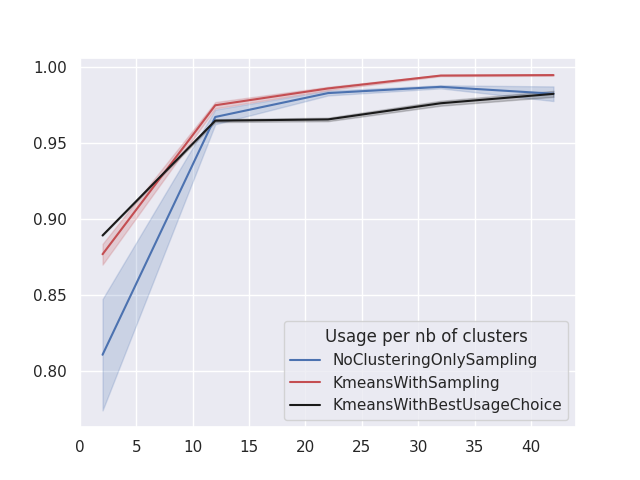 1.00
0.95
0.90
0.85
0.80
Usage per nb of clusters
NoClusteringOnlySampling
KmeansWithSampling
KmeansWithBestUsageChoice
0 5 10 15 20 25 30 35 40